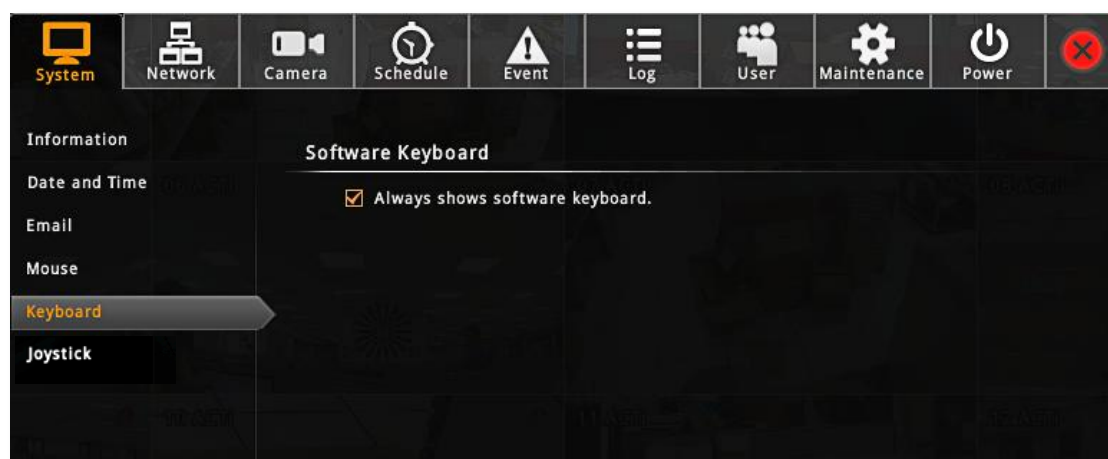 System Network Camera Schedule Event Log User Maintenance Power
Information
Software Keyboard
Date and Time
Always shows software keyboard.
Email
Mouse
Keyboard
Joystick